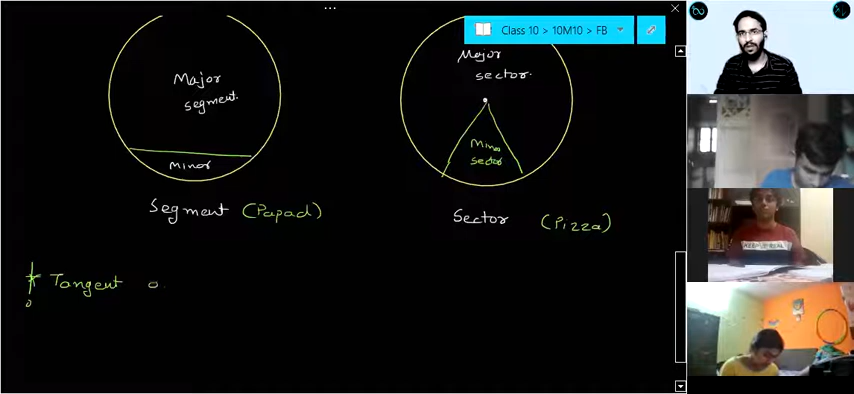 Class 10 > 10M10 > FB
Major
segment.
Minor
Segment (Papad)
Major
sector.
Minor
sector
Sector (Pizza)
Tangent o